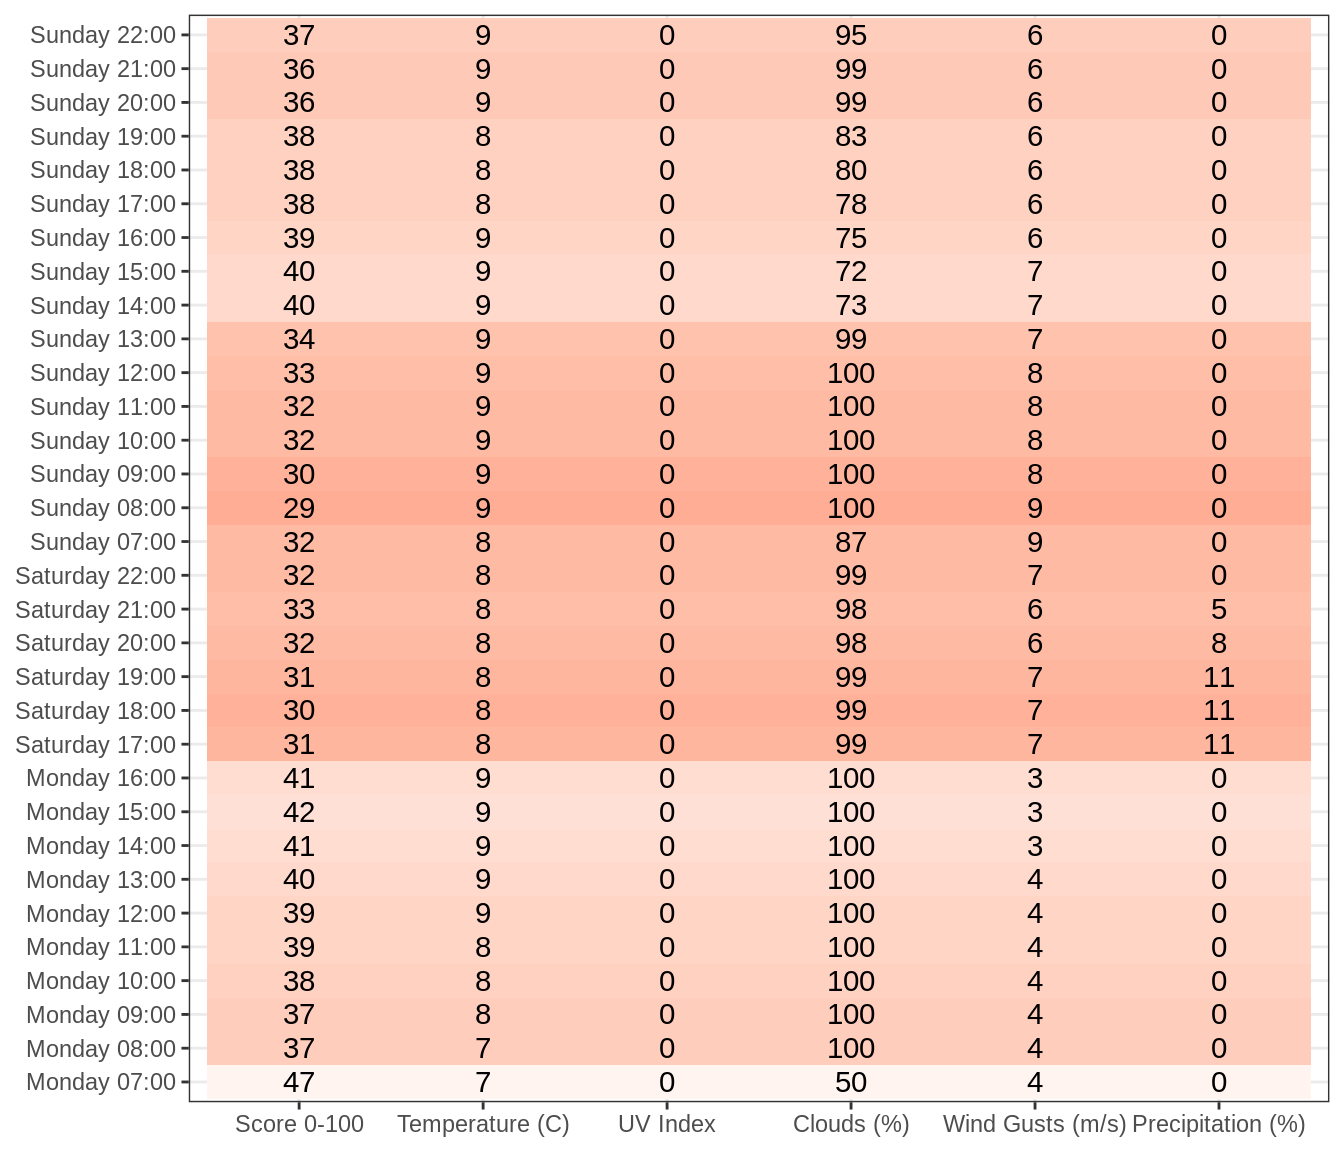 Sunday 22:00 37 9 0 95 6 0
Sunday 21:00 36 9 0 99 6 0
Sunday 20:00 36 9 0 99 6 0
Sunday 19:00 38 8 0 83 6 0
Sunday 18:00 38 8 0 80 6 0
Sunday 17:00 38 8 0 78 6 0
Sunday 16:00 39 9 0 75 6 0
Sunday 15:00 40 9 0 72 7 0
Sunday 14:00 40 9 0 73 7 0
Sunday 13:00 34 9 0 99 7 0
Sunday 12:00 33 9 0 100 8 0
Sunday 11:00 32 9 0 100 8 0
Sunday 10:00 32 9 0 100 8 0
Sunday 09:00 30 9 0 100 8 0
Sunday 08:00 29 9 0 100 9 0
Sunday 07:00 32 8 0 87 9 0
Saturday 22:00 32 8 0 99 7 0
Saturday 21:00 33 8 0 98 6 5
Saturday 20:00 32 8 0 98 6 8
Saturday 19:00 31 8 0 99 7 11
Saturday 18:00 30 8 0 99 7 11
Saturday 17:00 31 8 0 99 7 11
Monday 16:00 41 9 0 100 3 0
Monday 15:00 42 9 0 100 3 0
Monday 14:00 41 9 0 100 3 0
Monday 13:00 40 9 0 100 4 0
Monday 12:00 39 9 0 100 4 0
Monday 11:00 39 8 0 100 4 0
Monday 10:00 38 8 0 100 4 0
Monday 09:00 37 8 0 100 4 0
Monday 08:00 37 7 0 100 4 0
Monday 07:00 47 7 0 50 4 0
Score 0-100 Temperature (C) UV Index Clouds (%) Wind Gusts (m/s) Precipitation (%)